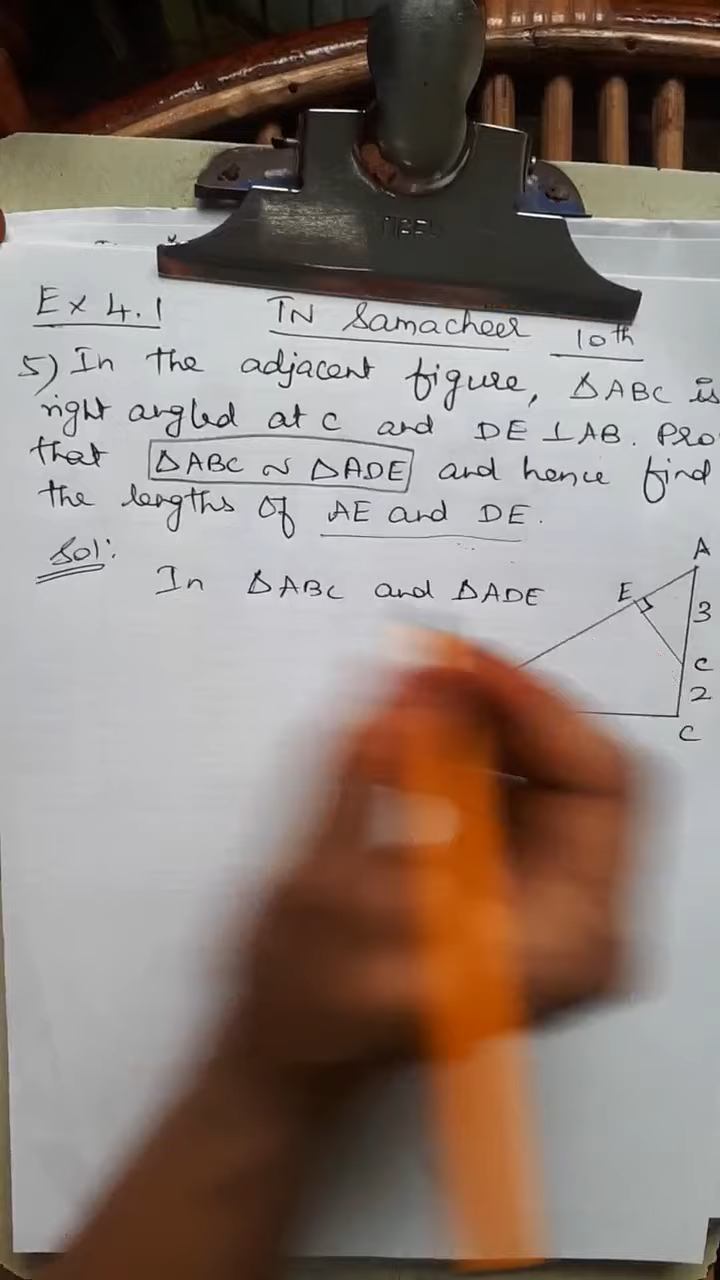 Ex 4.1 TN Samacheer 10th
5) In the adjacent figure, ΔABC is
right angled at C and DE ⊥ AB. Pro
that ΔABC ~ ΔADE and hence find
the lengths of AE and DE.
Sol:
In ΔABC and ΔADE
A
E
3
C
2
C